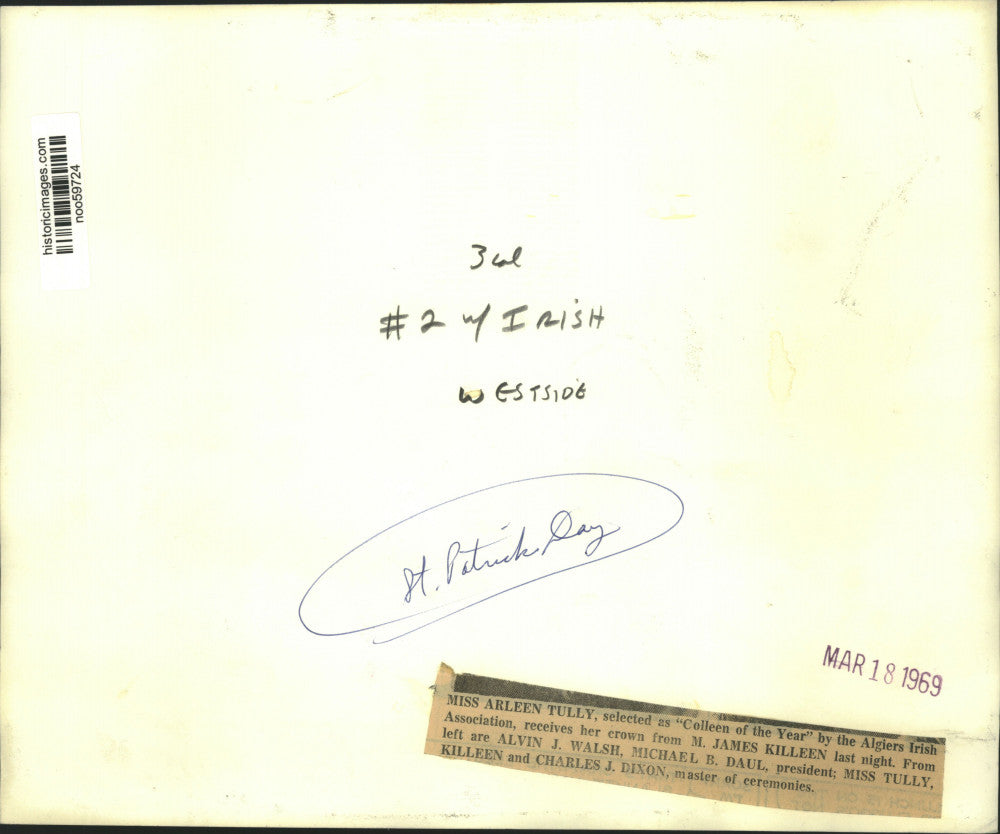 historicimages.com
noo59724
3 col
#2 w/ IRISH
WESTSIDE
St. Patrick Day
MAR 18 1969
MISS ARLEEN TULLY, selected as “Colleen of the Year” by the Algiers Irish
Association, receives her crown from M. JAMES KILLEEN last night. From
left are ALVIN J. WALSH, MICHAEL B. DAUL, president; MISS TULLY,
KILLEEN and CHARLES J. DIXON, master of ceremonies.